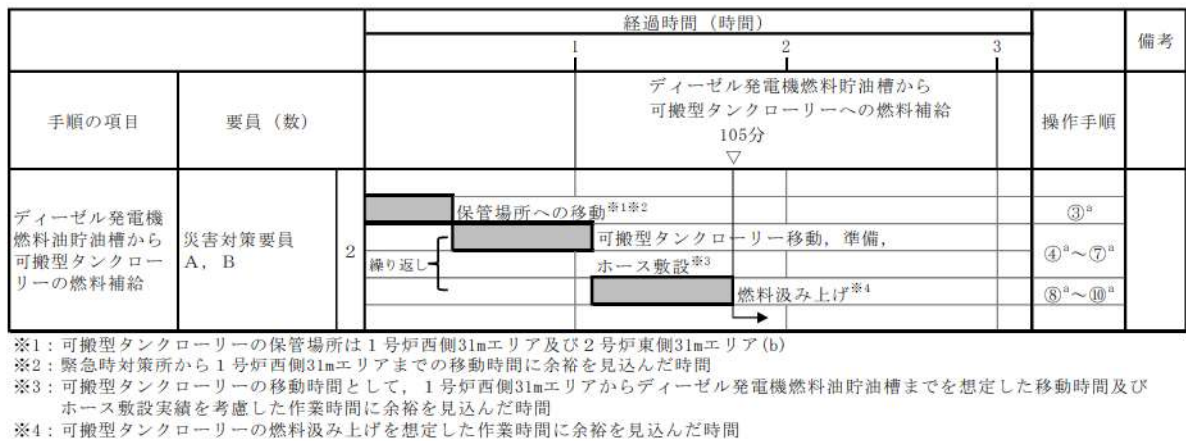 経過時間（時間）
備考
1
2
3
手順の項目
要員（数）
ディーゼル発電機燃料貯油槽から
可搬型タンクローリーへの燃料補給
105分
▽
操作手順
ディーゼル発電機
燃料油貯油槽から
可搬型タンクロー
リーの燃料補給
災害対策要員
A，B
2
保管場所への移動※1※2
③a
繰り返し
可搬型タンクローリー移動，準備，
ホース敷設※3
④a～⑦a
燃料汲み上げ※4
⑧a～⑩a
※1：可搬型タンクローリーの保管場所は１号炉西側31mエリア及び２号炉東側31mエリア(b)
※2：緊急時対策所から１号炉西側31mエリアまでの移動時間に余裕を見込んだ時間
※3：可搬型タンクローリーの移動時間として，１号炉西側31mエリアからディーゼル発電機燃料油貯油槽までを想定した移動時間及び
ホース敷設実績を考慮した作業時間に余裕を見込んだ時間
※4：可搬型タンクローリーの燃料汲み上げを想定した作業時間に余裕を見込んだ時間